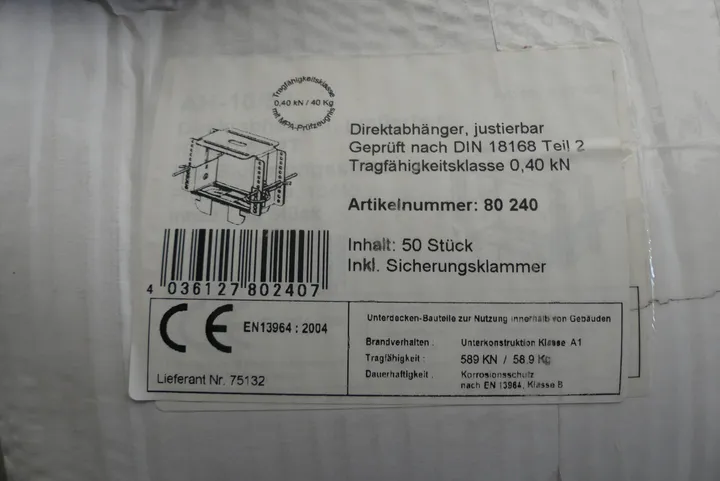 Tragfähigkeitsklasse
0,40 kN / 40 Kg
mit MPA-Prüfzeugnis
Direktabhänger, justierbar
Geprüft nach DIN 18168 Teil 2
Tragfähigkeitsklasse 0,40 kN
Artikelnummer: 80 240
Inhalt: 50 Stück
Inkl. Sicherungsklammer
4 036127 802407
CE EN13964 : 2004
Lieferant Nr. 75132
Unterdecken-Bauteile zur Nutzung innerhalb von Gebäuden
Brandverhalten : Unterkonstruktion Klasse A1
Tragfähigkeit : 589 KN / 58.9 Kg
Dauerhaftigkeit : Korrosionsschutz
nach EN 13964, Klasse B